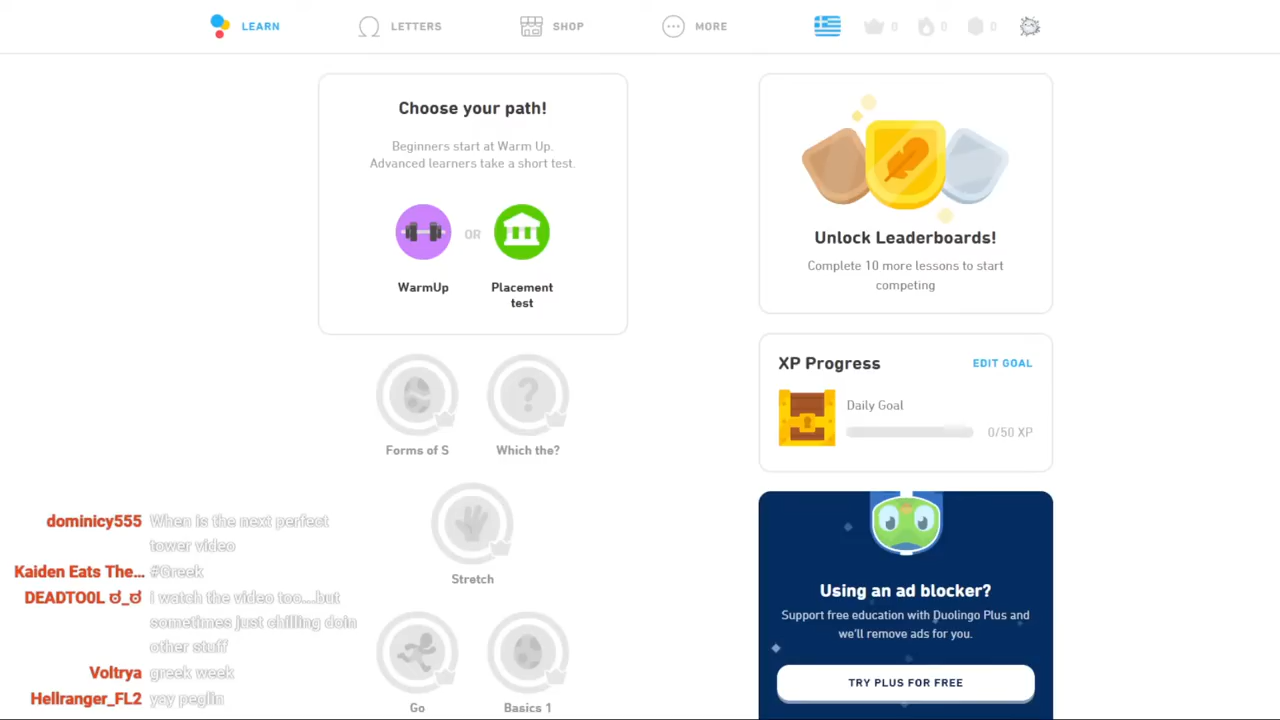 LEARN
LETTERS
SHOP
MORE
0
0
0
Choose your path!
Beginners start at Warm Up.
Advanced learners take a short test.
OR
WarmUp
Placement
test
Unlock Leaderboards!
Complete 10 more lessons to start
competing
XP Progress
EDIT GOAL
Daily Goal
0/50 XP
Forms of S
Which the?
Stretch
Go
Basics 1
Using an ad blocker?
Support free education with Duolingo Plus and
we'll remove ads for you.
TRY PLUS FOR FREE
dominicy555 When is the next perfect
tower video
Kaiden Eats The... #Greek
DEADTO0L ಠ_ಠ I watch the video too...but
sometimes just chilling doin
other stuff
Voltrya greek week
Hellranger_FL2 yay peglin